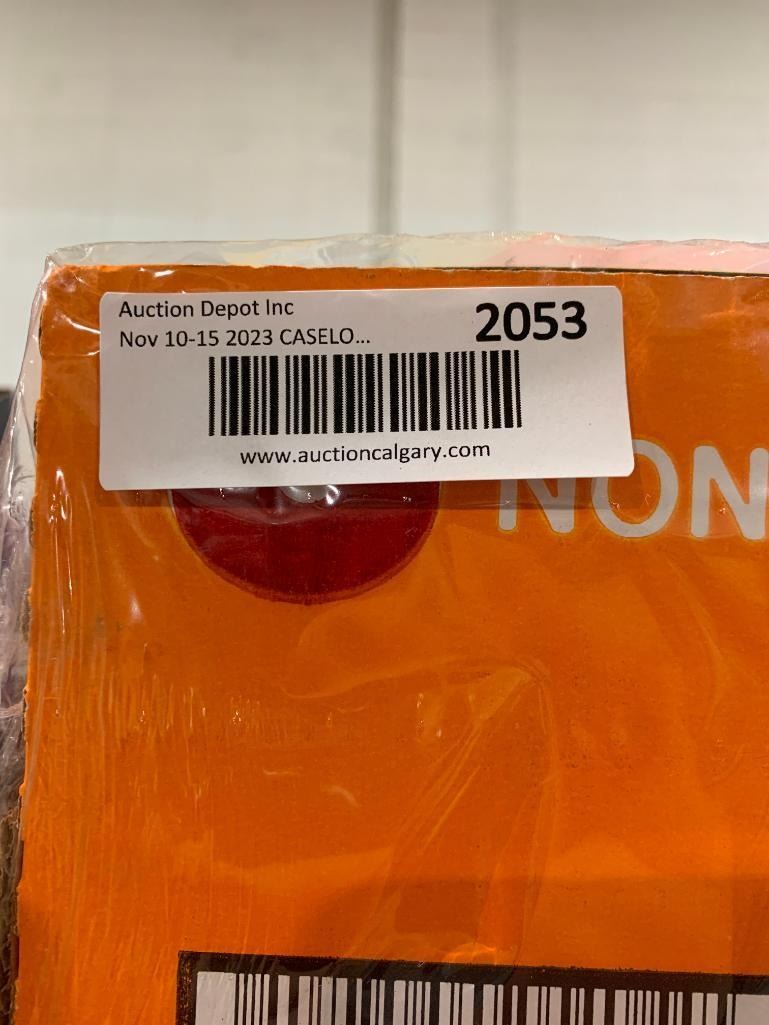 Auction Depot Inc
2053
Nov 10-15 2023 CASELO...
www.auctioncalgary.com
NON